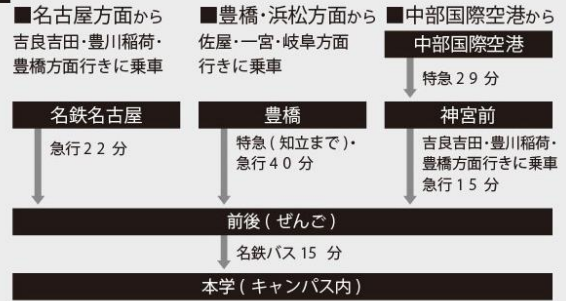 ■名古屋方面から
吉良吉田・豊川稲荷・
豊橋方面行きに乗車
名鉄名古屋
急行22 分
■豊橋・浜松方面から
佐屋・一宮・岐阜方面
行きに乗車
豊橋
特急(知立まで)・
急行40 分
■中部国際空港から
中部国際空港
特急29 分
神宮前
吉良吉田・豊川稲荷・
豊橋方面行きに乗車
急行15 分
前後(ぜんご)
名鉄バス15 分
本学(キャンパス内)